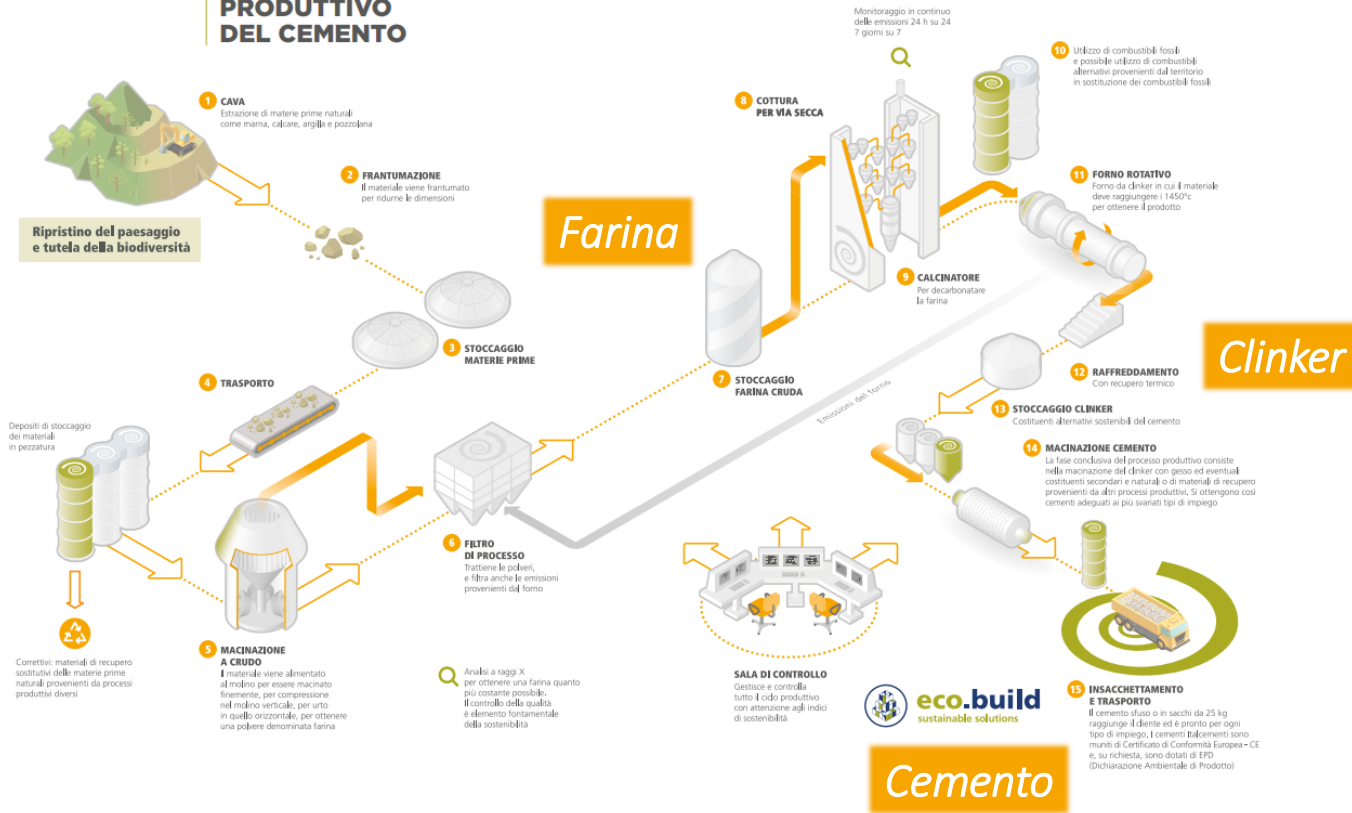 PRODUTTIVO
DEL CEMENTO
1 CAVA
Estrazione di materie prime naturali
come marna, calcare, argilla e pozzolana
2 FRANTUMAZIONE
Il materiale viene frantumato
per ridurne le dimensioni
Ripristino del paesaggio
e tutela della biodiversità
3 STOCCAGGIO
MATERIE PRIME
4 TRASPORTO
Depositi di stoccaggio
dei materiali
in pezzatura
Correttivi: materiali di recupero
sostitutivi delle materie prime
naturali provenienti da processi
produttivi diversi
5 MACINAZIONE
A CRUDO
Il materiale viene alimentato
al molino per essere macinato
finemente, per compressione
nel molino verticale, per urto
in quello orizzontale, per ottenere
una polvere denominata farina
6 FILTRO
DI PROCESSO
Trattiene le polveri,
e filtra anche le emissioni
provenienti dal forno
Analisi a raggi X
per ottenere una farina quanto
più costante possibile.
Il controllo della qualità
è elemento fontamentale
della sostenibilità
Farina
7 STOCCAGGIO
FARINA CRUDA
8 COTTURA
PER VIA SECCA
Monitoraggio in continuo
delle emissioni 24 h su 24
7 giorni su 7
9 CALCINATORE
Per decarbonatare
la farina
10 Utilizzo di combustibili fossili
e possibile utilizzo di combustibili
alternativi provenienti dal territorio
in sostituzione dei combustibili fossili
11 FORNO ROTATIVO
Forno da clinker in cui il materiale
deve raggiungere i 1450°c
per ottenere il prodotto
Emissioni del forno
Clinker
12 RAFFREDDAMENTO
Con recupero termico
13 STOCCAGGIO CLINKER
Costituenti alternativi sostenibili del cemento
14 MACINAZIONE CEMENTO
La fase conclusiva del processo produttivo consiste
nella macinazione del clinker con gesso ed eventuali
costituenti secondari e naturali o di materiali di recupero
provenienti da altri processi produttivi. Si ottengono così
cementi adeguati ai più svariati tipi di impiego
SALA DI CONTROLLO
Gestisce e controlla
tutto il ciclo produttivo
con attenzione agli indici
di sostenibilità
eco.build
sustainable solutions
15 INSACCHETTAMENTO
E TRASPORTO
Il cemento sfuso o in sacchi da 25 kg
raggiunge il cliente ed è pronto per ogni
tipo di impiego. I cementi Italcementi sono
muniti di Certificato di Conformità Europea – CE
e, su richiesta, sono dotati di EPD
(Dichiarazione Ambientale di Prodotto)
Cemento